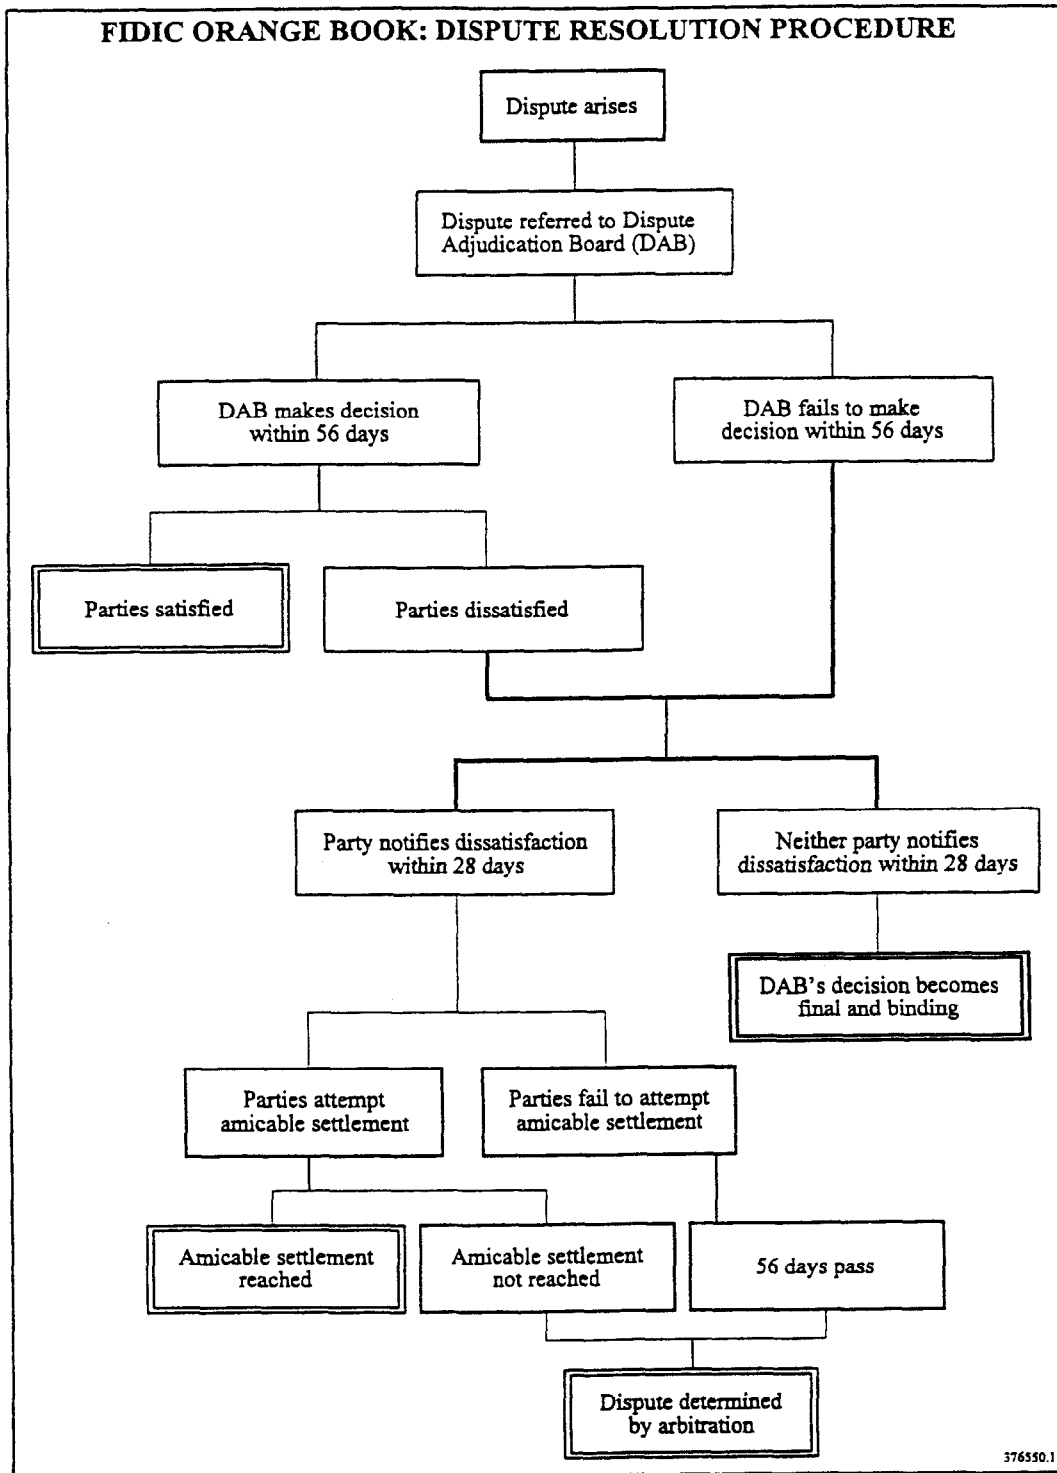 FIDIC ORANGE BOOK: DISPUTE RESOLUTION PROCEDURE
Dispute arises
Dispute referred to Dispute
Adjudication Board (DAB)
DAB makes decision
within 56 days
DAB fails to make
decision within 56 days
Parties satisfied
Parties dissatisfied
Party notifies dissatisfaction
within 28 days
Neither party notifies
dissatisfaction within 28 days
DAB's decision becomes
final and binding
Parties attempt
amicable settlement
Parties fail to attempt
amicable settlement
Amicable settlement
reached
Amicable settlement
not reached
56 days pass
Dispute determined
by arbitration
376550.1